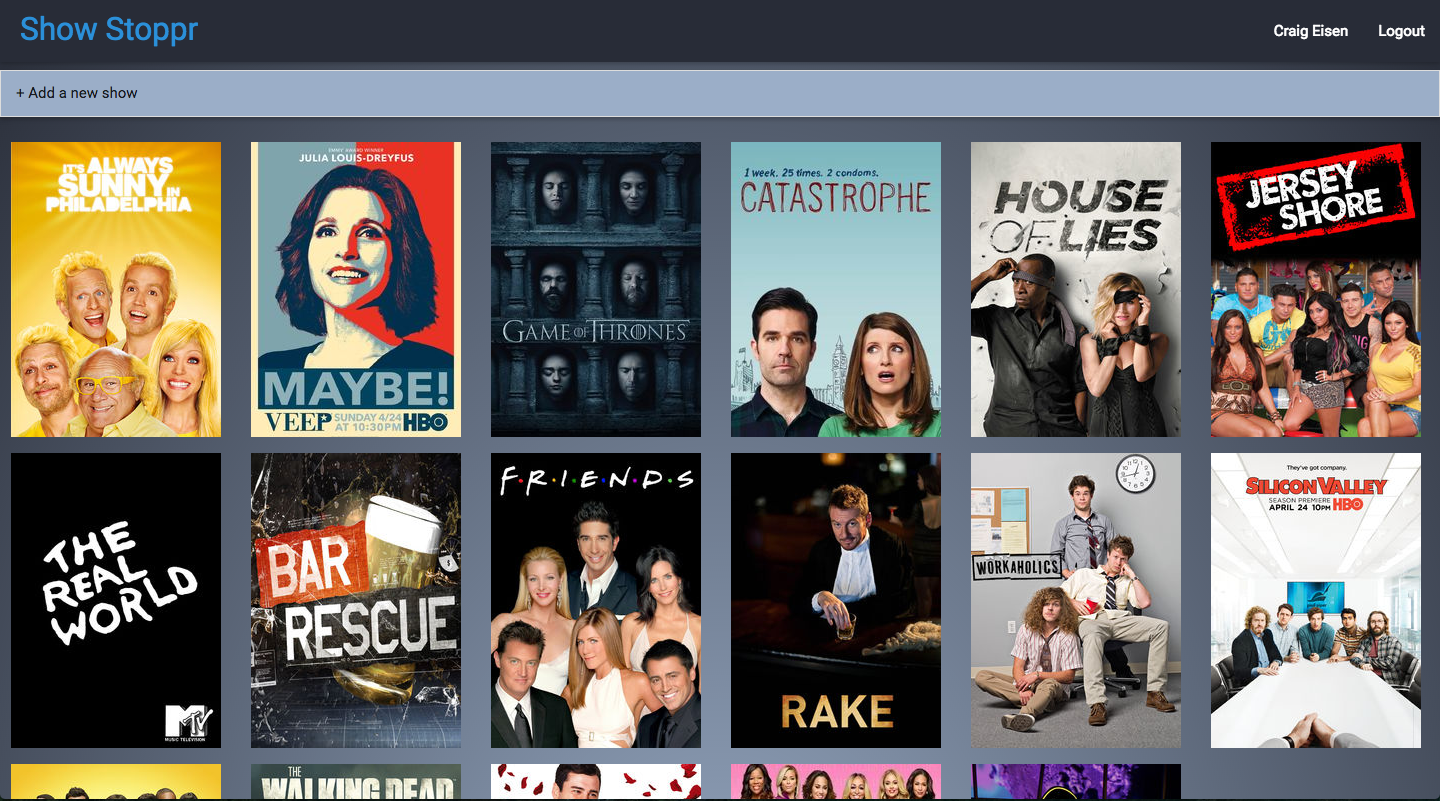 Show Stoppr
Craig Eisen
Logout
+ Add a new show
IT'S ALWAYS
SUNNY IN
PHILADELPHIA
EMMY AWARD WINNER
JULIA LOUIS-DREYFUS
MAYBE!
VEEP
SUNDAY 4/24
AT 10:30PM
HBO
GAME OF THRONES
1 week. 25 times. 2 condoms.
CATASTROPHE
HOUSE
OF LIES
JERSEY
SHORE
THE
REAL
WORLD
MTV
MUSIC TELEVISION
BAR
RESCUE
F·R·I·E·N·D·S
RAKE
WORKAHOLICS
They've got company.
SILICON VALLEY
SEASON PREMIERE
APRIL 24 10PM
HBO
THE
WALKING DEAD